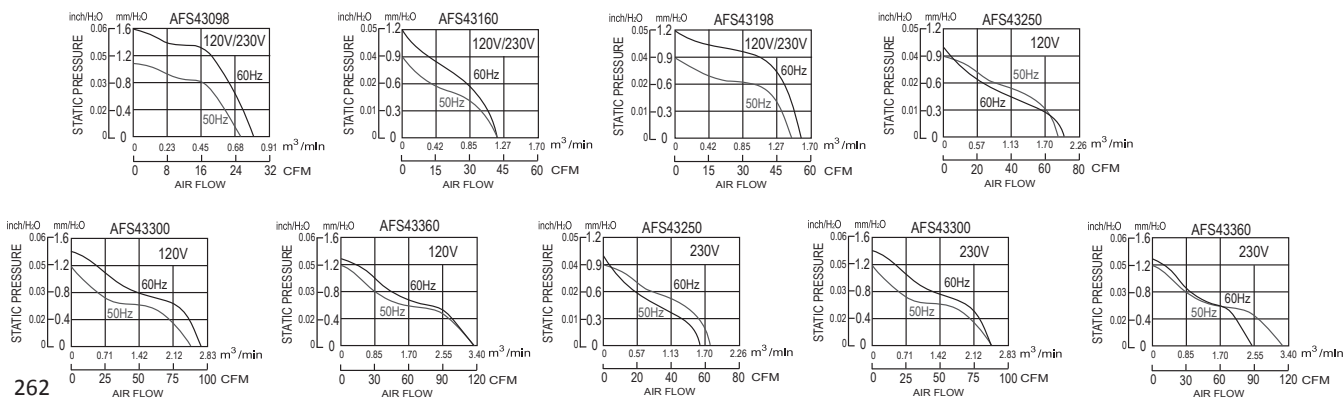 AFS43098
inch/H₂O mm/H₂O
STATIC PRESSURE
0.06 1.6
0.05 1.6
0.03 0.8
0.02 0.4
0 0
120V/230V
60Hz
50Hz
0 0.23 0.45 0.68 0.91 m³/min
0 8 16 24 32 CFM
AIR FLOW
AFS43160
inch/H₂O mm/H₂O
STATIC PRESSURE
0.05 1.2
0.04 0.9
0.02 0.6
0.01 0.3
0 0
120V/230V
60Hz
50Hz
0 0.42 0.85 1.27 1.70 m³/min
0 15 30 45 60 CFM
AIR FLOW
AFS43198
inch/H₂O mm/H₂O
STATIC PRESSURE
0.05 1.2
0.04 0.9
0.02 0.6
0.01 0.3
0 0
120V/230V
60Hz
50Hz
0 0.42 0.85 1.27 1.70 m³/min
0 15 30 45 60 CFM
AIR FLOW
AFS43250
inch/H₂O mm/H₂O
STATIC PRESSURE
0.05 1.2
0.04 0.9
0.02 0.6
0.01 0.3
0 0
120V
50Hz
60Hz
0 0.57 1.13 1.70 2.26 m³/min
0 20 40 60 80 CFM
AIR FLOW
AFS43300
inch/H₂O mm/H₂O
STATIC PRESSURE
0.06 1.6
0.05 1.2
0.03 0.8
0.02 0.4
0 0
120V
60Hz
50Hz
0 0.71 1.42 2.12 2.83 m³/min
0 25 50 75 100 CFM
AIR FLOW
AFS43360
inch/H₂O mm/H₂O
STATIC PRESSURE
0.06 1.6
0.05 1.2
0.03 0.8
0.02 0.4
0 0
120V
60Hz
50Hz
0 0.85 1.70 2.55 3.40 m³/min
0 30 60 90 120 CFM
AIR FLOW
AFS43250
inch/H₂O mm/H₂O
STATIC PRESSURE
0.05 1.2
0.04 0.9
0.02 0.6
0.01 0.3
0 0
230V
60Hz
50Hz
0 0.57 1.13 1.70 2.26 m³/min
0 20 40 60 80 CFM
AIR FLOW
AFS43300
inch/H₂O mm/H₂O
STATIC PRESSURE
0.06 1.6
0.05 1.2
0.03 0.8
0.02 0.4
0 0
230V
60Hz
50Hz
0 0.71 1.42 2.12 2.83 m³/min
0 25 50 75 100 CFM
AIR FLOW
AFS43360
inch/H₂O mm/H₂O
STATIC PRESSURE
0.06 1.6
0.05 1.2
0.03 0.8
0.02 0.4
0 0
230V
60Hz
50Hz
0 0.85 1.70 2.55 3.40 m³/min
0 30 60 90 120 CFM
AIR FLOW
262